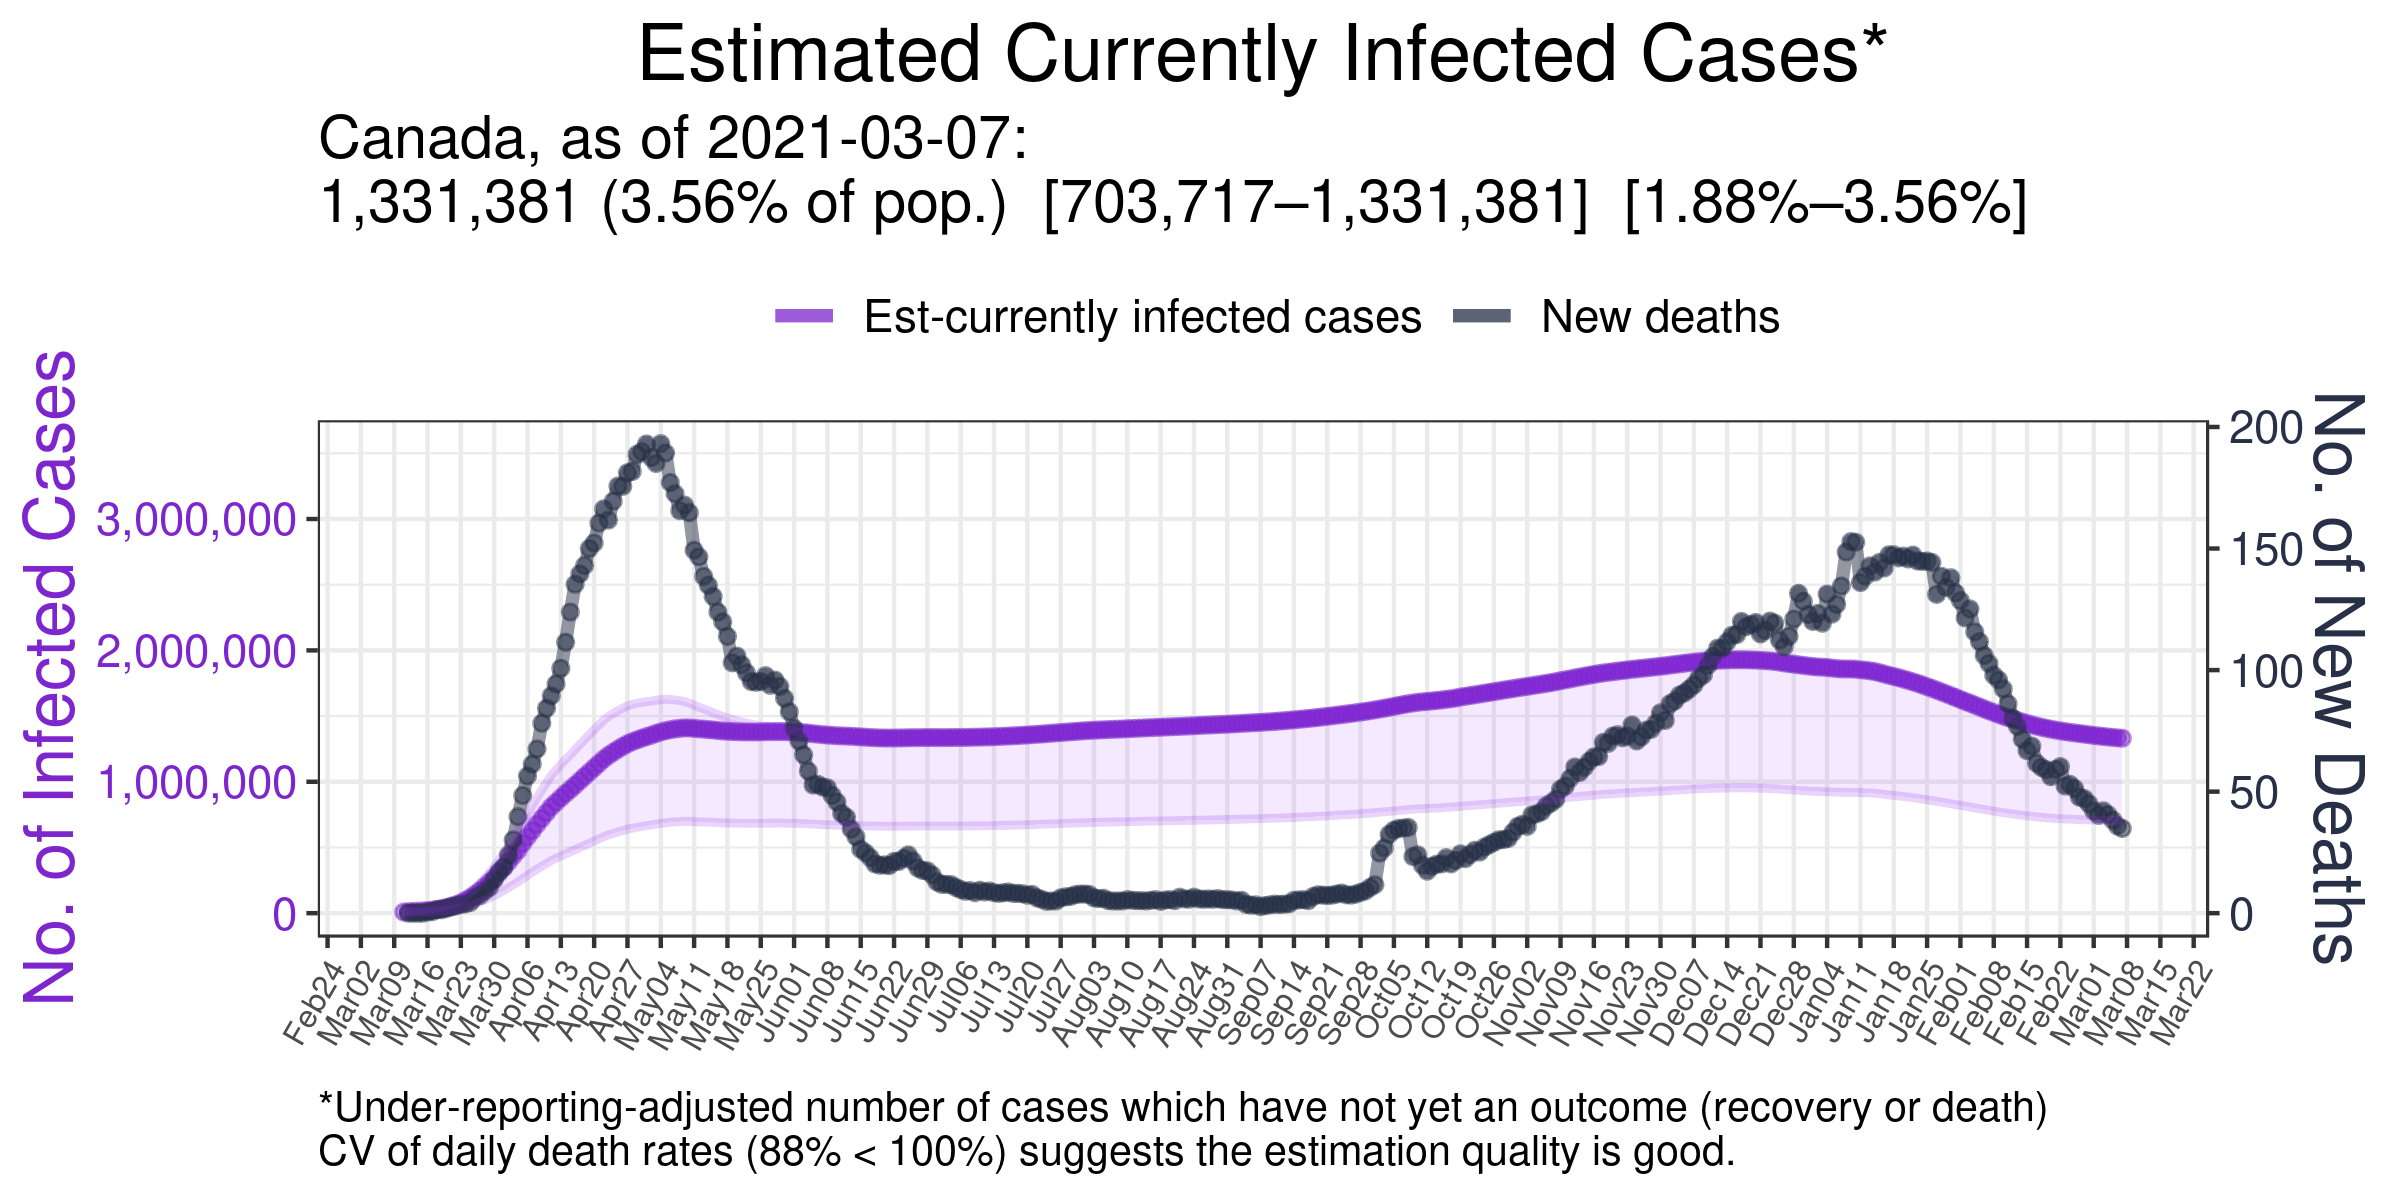 Estimated Currently Infected Cases*
Canada, as of 2021-03-07:
1,331,381 (3.56% of pop.) [703,717–1,331,381] [1.88%–3.56%]
Est-currently infected cases New deaths
No. of Infected Cases
3,000,000
2,000,000
1,000,000
0
200
150
100
50
0
No. of New Deaths
Feb24 Mar02 Mar09 Mar16 Mar23 Mar30 Apr06 Apr13 Apr20 Apr27 May04 May11 May18 May25 Jun01 Jun08 Jun15 Jun22 Jun29 Jul06 Jul13 Jul20 Jul27 Aug03 Aug10 Aug17 Aug24 Aug31 Sep07 Sep14 Sep21 Sep28 Oct05 Oct12 Oct19 Oct26 Nov02 Nov09 Nov16 Nov23 Nov30 Dec07 Dec14 Dec21 Dec28 Jan04 Jan11 Jan18 Jan25 Feb01 Feb08 Feb15 Feb22 Mar01 Mar08 Mar15 Mar22
*Under-reporting-adjusted number of cases which have not yet an outcome (recovery or death)
CV of daily death rates (88% < 100%) suggests the estimation quality is good.